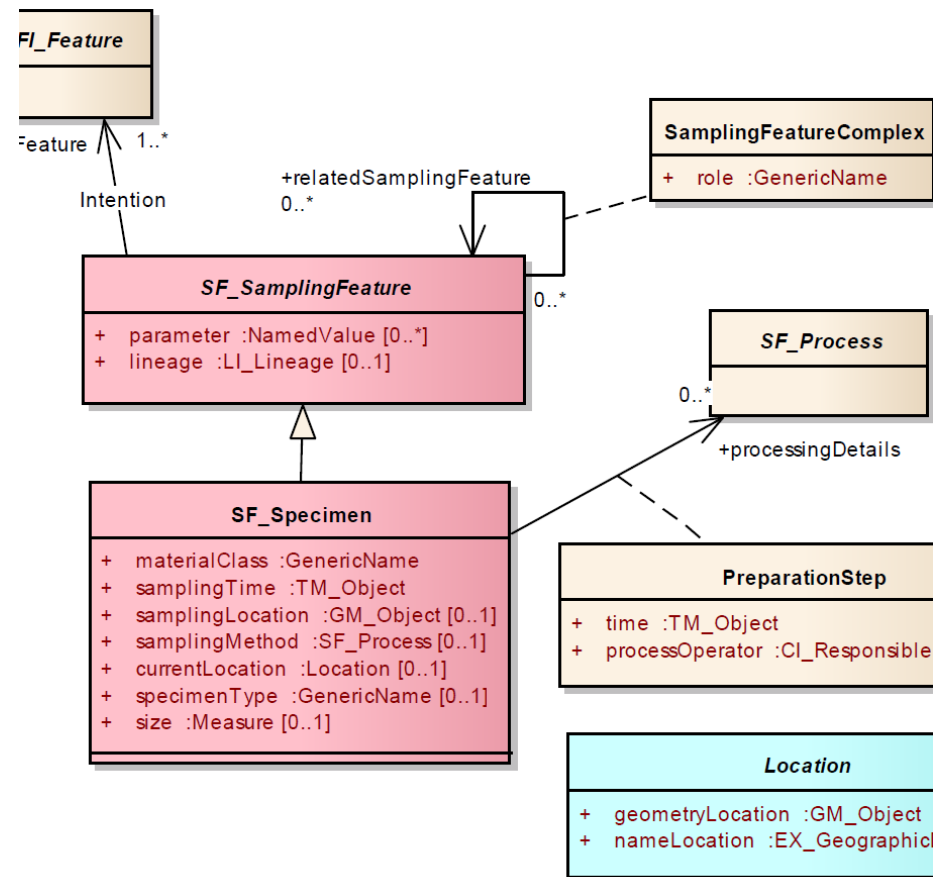 FI_Feature
Feature
1..*
Intention
+relatedSamplingFeature
0..*
0..*
SamplingFeatureComplex
+ role :GenericName
SF_SamplingFeature
+ parameter :NamedValue [0..*]
+ lineage :LI_Lineage [0..1]
SF_Process
0..*
+processingDetails
SF_Specimen
+ materialClass :GenericName
+ samplingTime :TM_Object
+ samplingLocation :GM_Object [0..1]
+ samplingMethod :SF_Process [0..1]
+ currentLocation :Location [0..1]
+ specimenType :GenericName [0..1]
+ size :Measure [0..1]
PreparationStep
+ time :TM_Object
+ processOperator :CI_Responsible
Location
+ geometryLocation :GM_Object
+ nameLocation :EX_Geographic